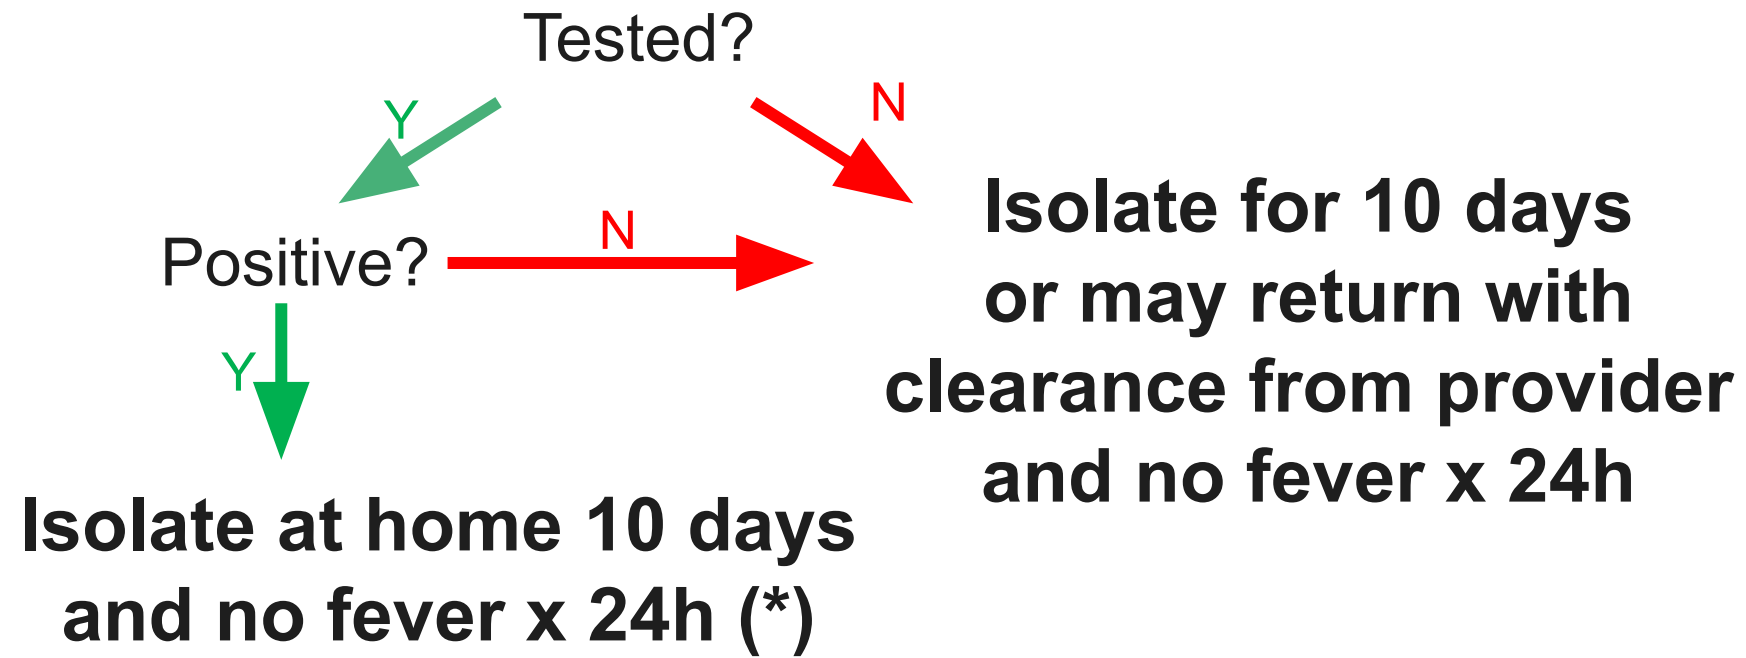 Tested?
Y
N
Positive?
N
Isolate for 10 days
or may return with
clearance from provider
and no fever x 24h
Y
Isolate at home 10 days
and no fever x 24h (*)